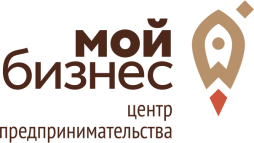 мой
бизнес
центр
предпринимательства